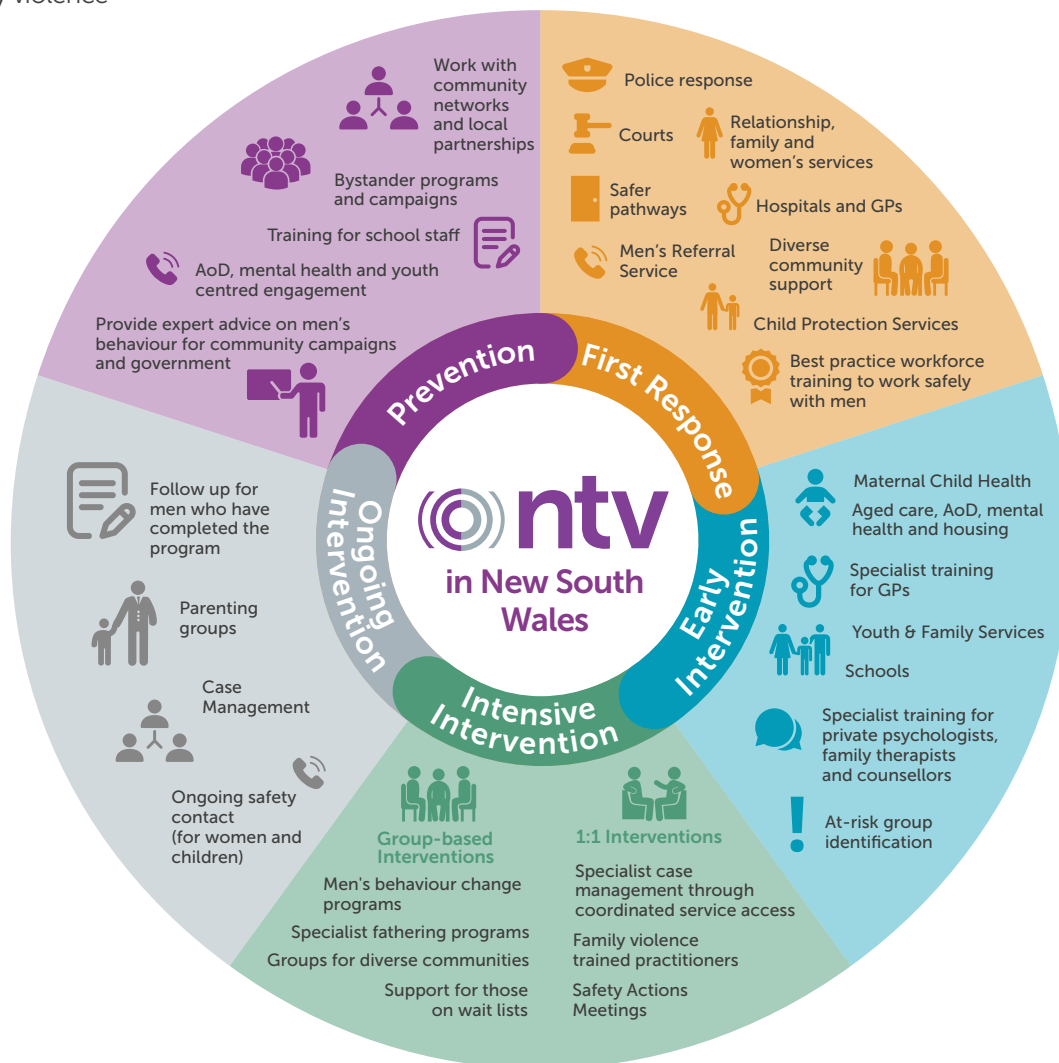 y violence
Work with
community
networks
and local
partnerships
Bystander programs
and campaigns
Training for school staff
AoD, mental health and youth
centred engagement
Provide expert advice on men's
behaviour for community campaigns
and government
Prevention
Police response
Courts
Relationship,
family and
women's services
Safer
pathways
Hospitals and GPs
Men's Referral
Service
Diverse
community
support
Child Protection Services
Best practice workforce
training to work safely
with men
First Response
Maternal Child Health
Aged care, AoD, mental
health and housing
Specialist training
for GPs
Youth & Family Services
Schools
Specialist training for
private psychologists,
family therapists
and counsellors
At-risk group
identification
Early
Intervention
Intensive
Intervention
Group-based
Interventions
Men's behaviour change
programs
Specialist fathering programs
Groups for diverse communities
Support for those
on wait lists
1:1 Interventions
Specialist case
management through
coordinated service access
Family violence
trained practitioners
Safety Actions
Meetings
Ongoing
Intervention
Follow up for
men who have
completed the
program
Parenting
groups
Case
Management
Ongoing safety
contact
(for women and
children)
ntv
in New South
Wales